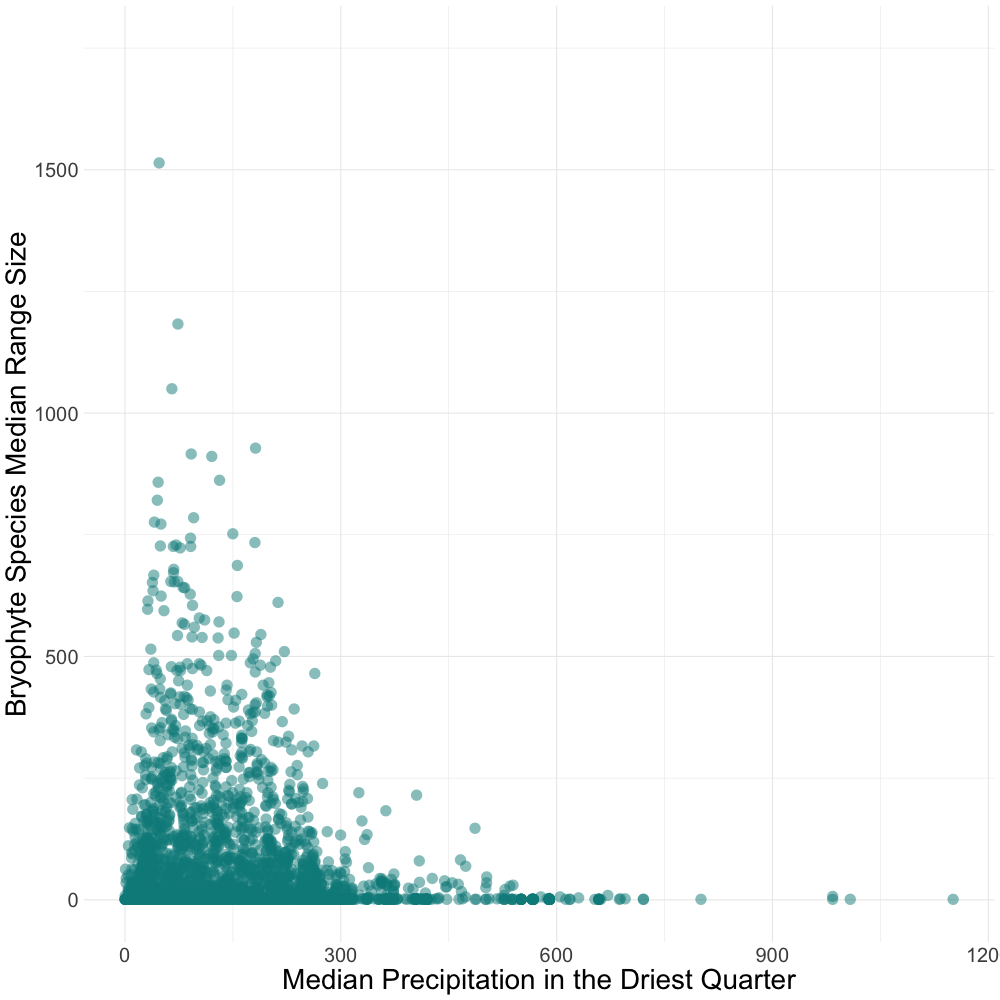 Bryophyte Species Median Range Size
1500
1000
500
0
0 300 600 900 120
Median Precipitation in the Driest Quarter